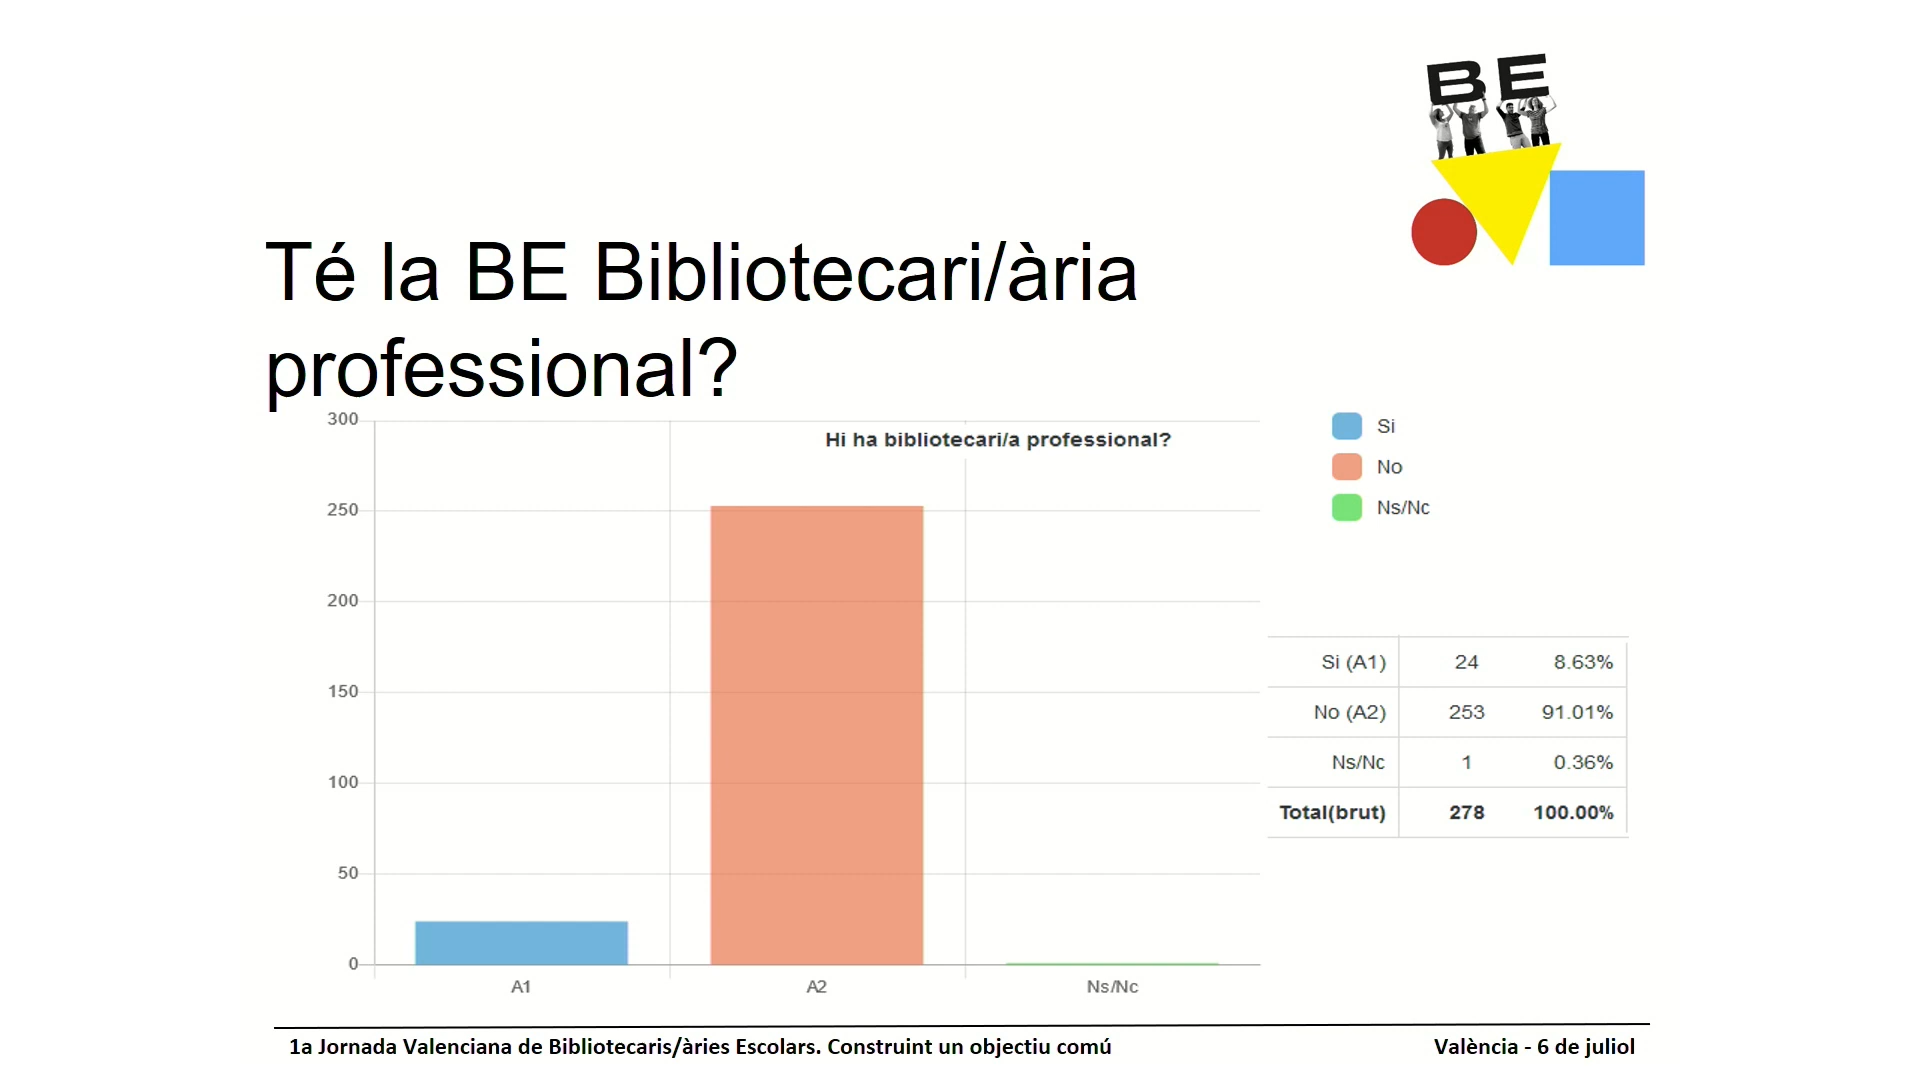 BE
Té la BE Bibliotecari/ària
professional?
Hi ha bibliotecari/a professional?
300
250
200
150
100
50
0
A1
A2
Ns/Nc
Si
No
Ns/Nc
Si (A1) 24 8.63%
No (A2) 253 91.01%
Ns/Nc 1 0.36%
Total(brut) 278 100.00%
1a Jornada Valenciana de Bibliotecaris/àries Escolars. Construint un objectiu comú
València - 6 de juliol